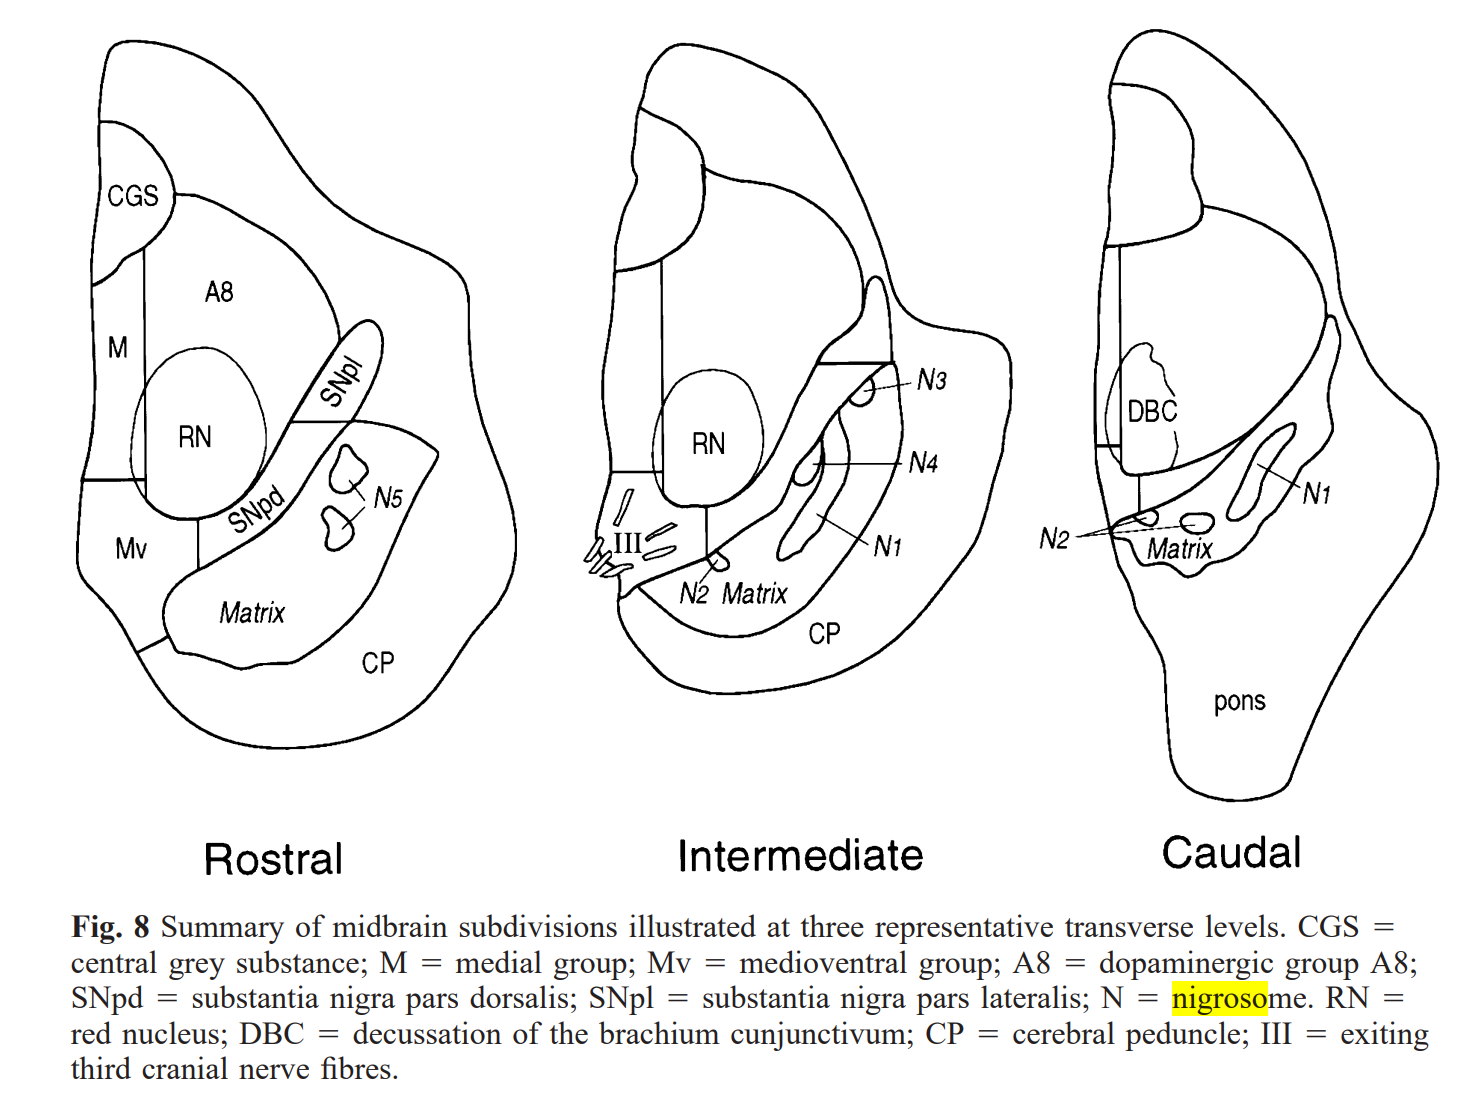 CGS
A8
M
SNpl
RN
SNpd
N5
Mv
Matrix
CP
Rostral
N3
RN
N4
III
N1
N2 Matrix
CP
Intermediate
DBC
N1
N2
Matrix
pons
Caudal
Fig. 8 Summary of midbrain subdivisions illustrated at three representative transverse levels. CGS =
central grey substance; M = medial group; Mv = medioventral group; A8 = dopaminergic group A8;
SNpd = substantia nigra pars dorsalis; SNpl = substantia nigra pars lateralis; N = nigrosome. RN =
red nucleus; DBC = decussation of the brachium cunjunctivum; CP = cerebral peduncle; III = exiting
third cranial nerve fibres.